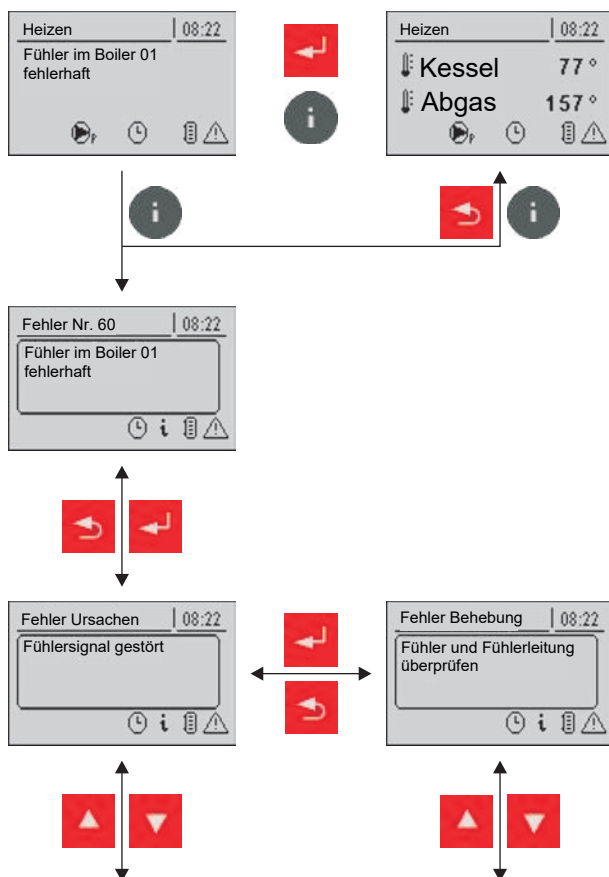 Heizen 08:22
Fühler im Boiler 01
fehlerhaft
P
i
Heizen 08:22
Kessel 77 °
Abgas 157 °
P
i
i
Fehler Nr. 60 08:22
Fühler im Boiler 01
fehlerhaft
i
Fehler Ursachen 08:22
Fühlersignal gestört
i
Fehler Behebung 08:22
Fühler und Fühlerleitung
überprüfen
i